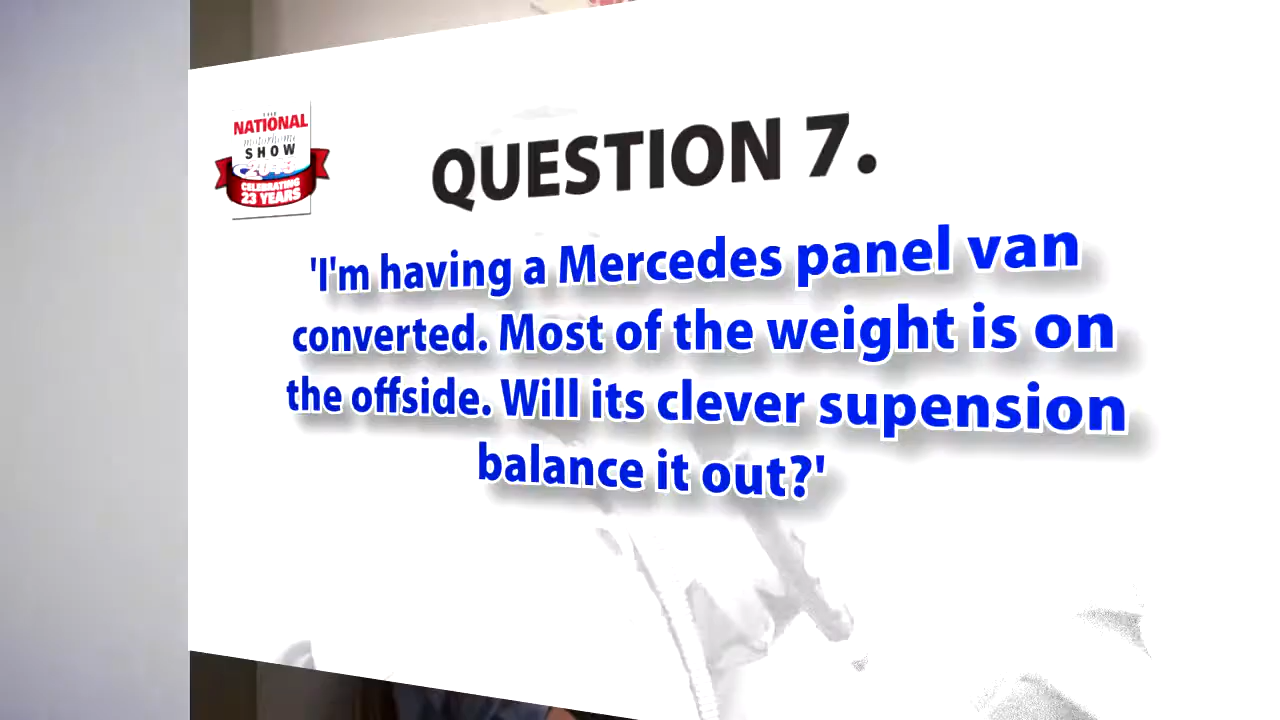 NATIONAL
motorhome
SHOW
CELEBRATING
23 YEARS
QUESTION 7.
'I'm having a Mercedes panel van
converted. Most of the weight is on
the offside. Will its clever supension
balance it out?'